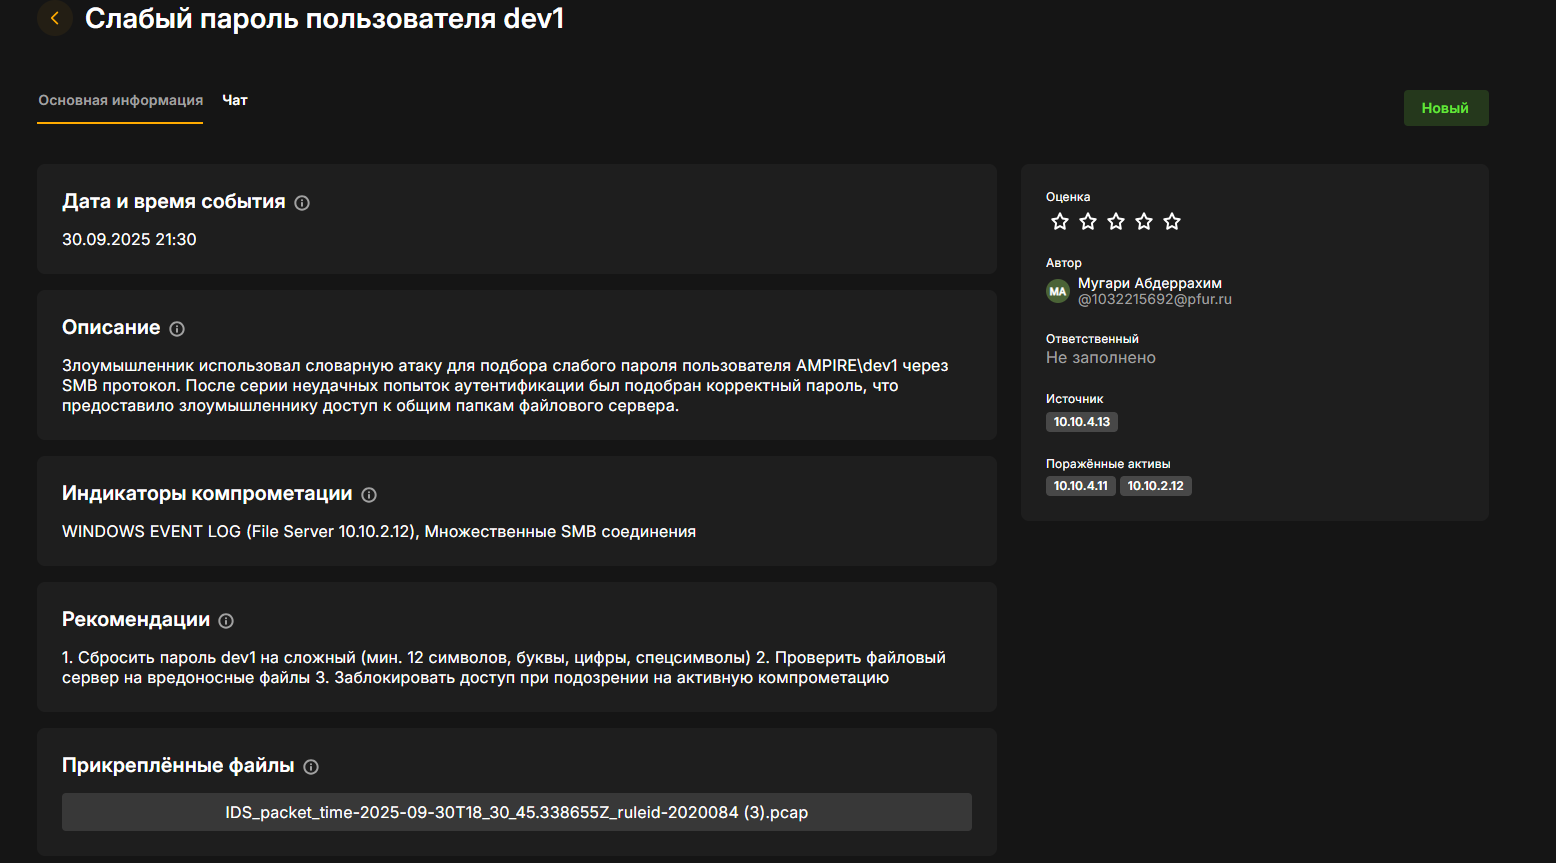 Слабый пароль пользователя dev1
Основная информация
Чат
Новый
Дата и время события
30.09.2025 21:30
Описание
Злоумышленник использовал словарную атаку для подбора слабого пароля пользователя AMPIRE\dev1 через
SMB протокол. После серии неудачных попыток аутентификации был подобран корректный пароль, что
предоставило злоумышленнику доступ к общим папкам файлового сервера.
Индикаторы компрометации
WINDOWS EVENT LOG (File Server 10.10.2.12), Множественные SMB соединения
Рекомендации
1. Сбросить пароль dev1 на сложный (мин. 12 символов, буквы, цифры, спецсимволы) 2. Проверить файловый
сервер на вредоносные файлы 3. Заблокировать доступ при подозрении на активную компрометацию
Прикреплённые файлы
IDS_packet_time-2025-09-30T18_30_45.338655Z_ruleid-2020084 (3).pcap
Оценка
Автор
МА
Мугари Абдеррахим
@1032215692@pfur.ru
Ответственный
Не заполнено
Источник
10.10.4.13
Поражённые активы
10.10.4.11
10.10.2.12